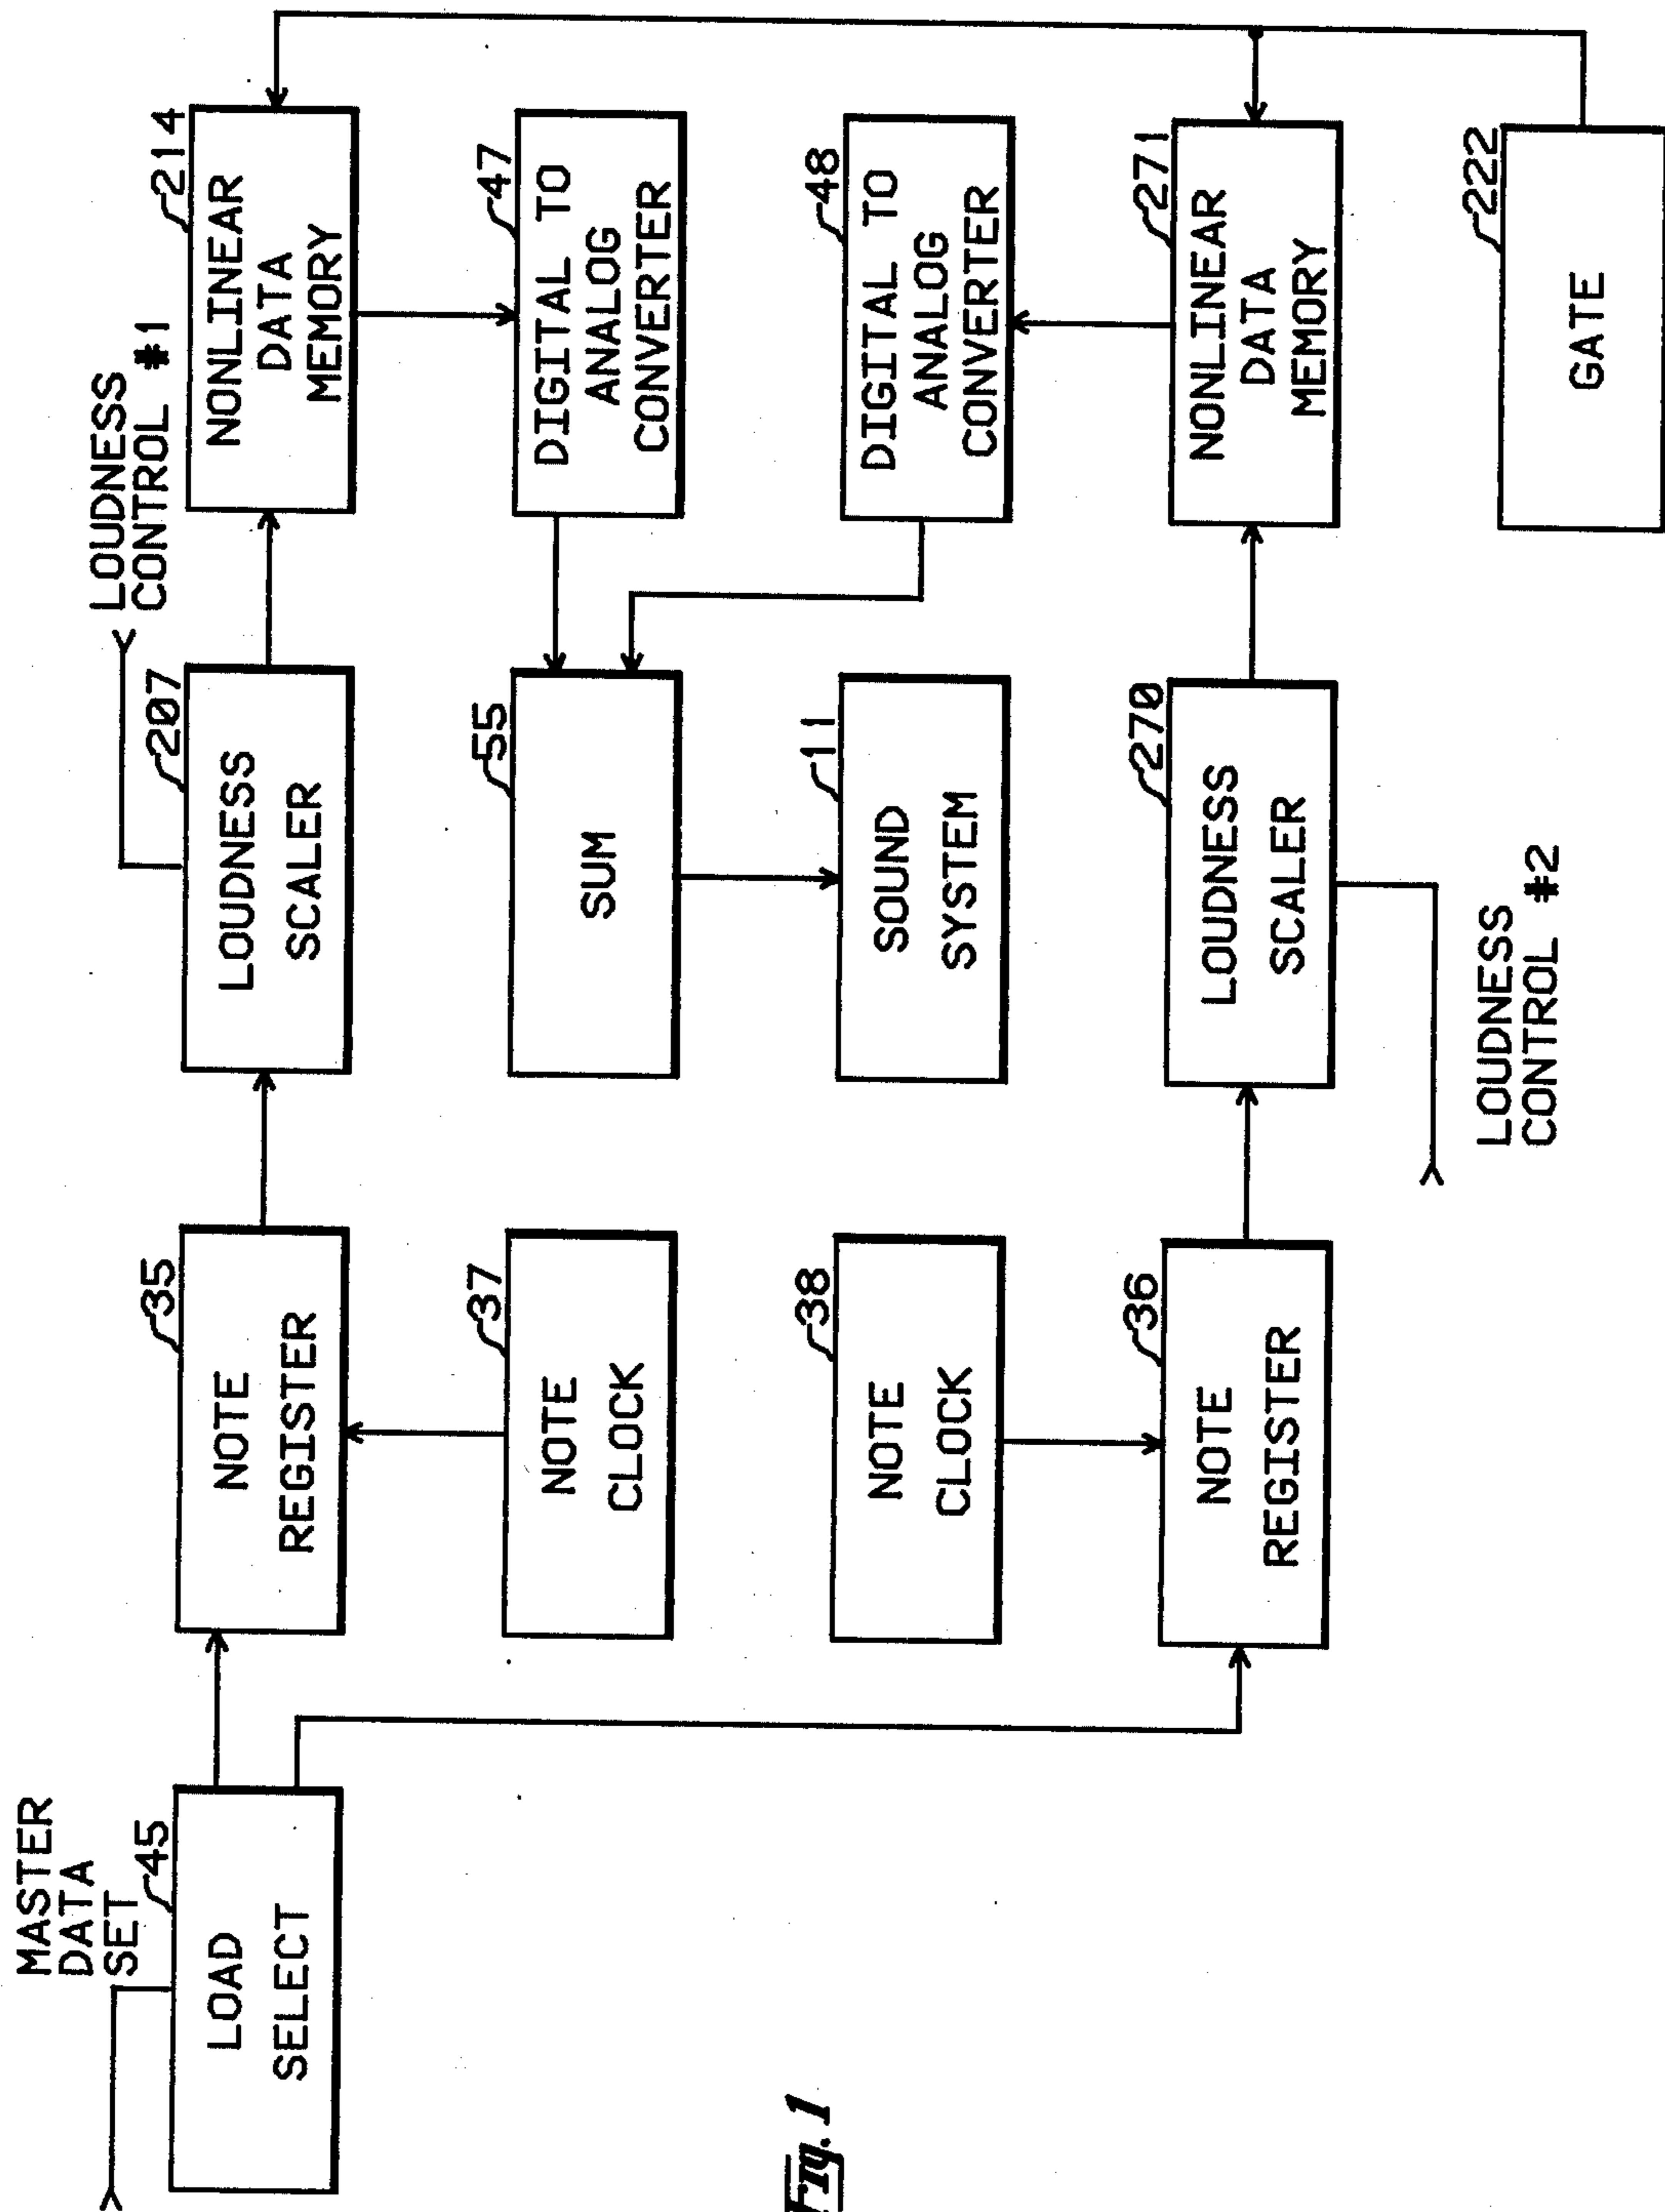 MASTER
DATA
SET
45
LOAD
SELECT
35
NOTE
REGISTER
37
NOTE
CLOCK
38
NOTE
CLOCK
36
NOTE
REGISTER
LOUDNESS
CONTROL #1
207
LOUDNESS
SCALER
55
SUM
11
SOUND
SYSTEM
270
LOUDNESS
SCALER
LOUDNESS
CONTROL #2
214
NONLINEAR
DATA
MEMORY
47
DIGITAL TO
ANALOG
CONVERTER
48
DIGITAL TO
ANALOG
CONVERTER
271
NONLINEAR
DATA
MEMORY
222
GATE
Fig. 1